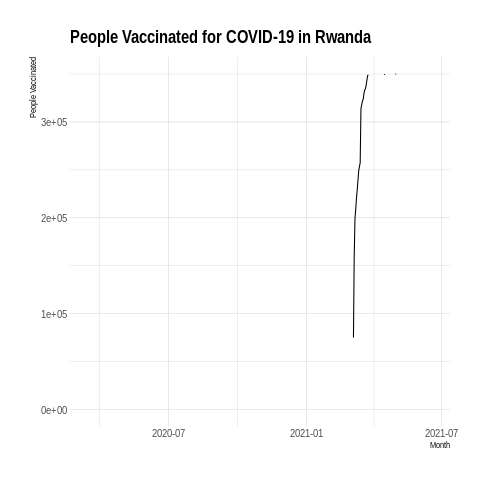 People Vaccinated for COVID-19 in Rwanda
People Vaccinated
3e+05
2e+05
1e+05
0e+00
2020-07
2021-01
2021-07
Month